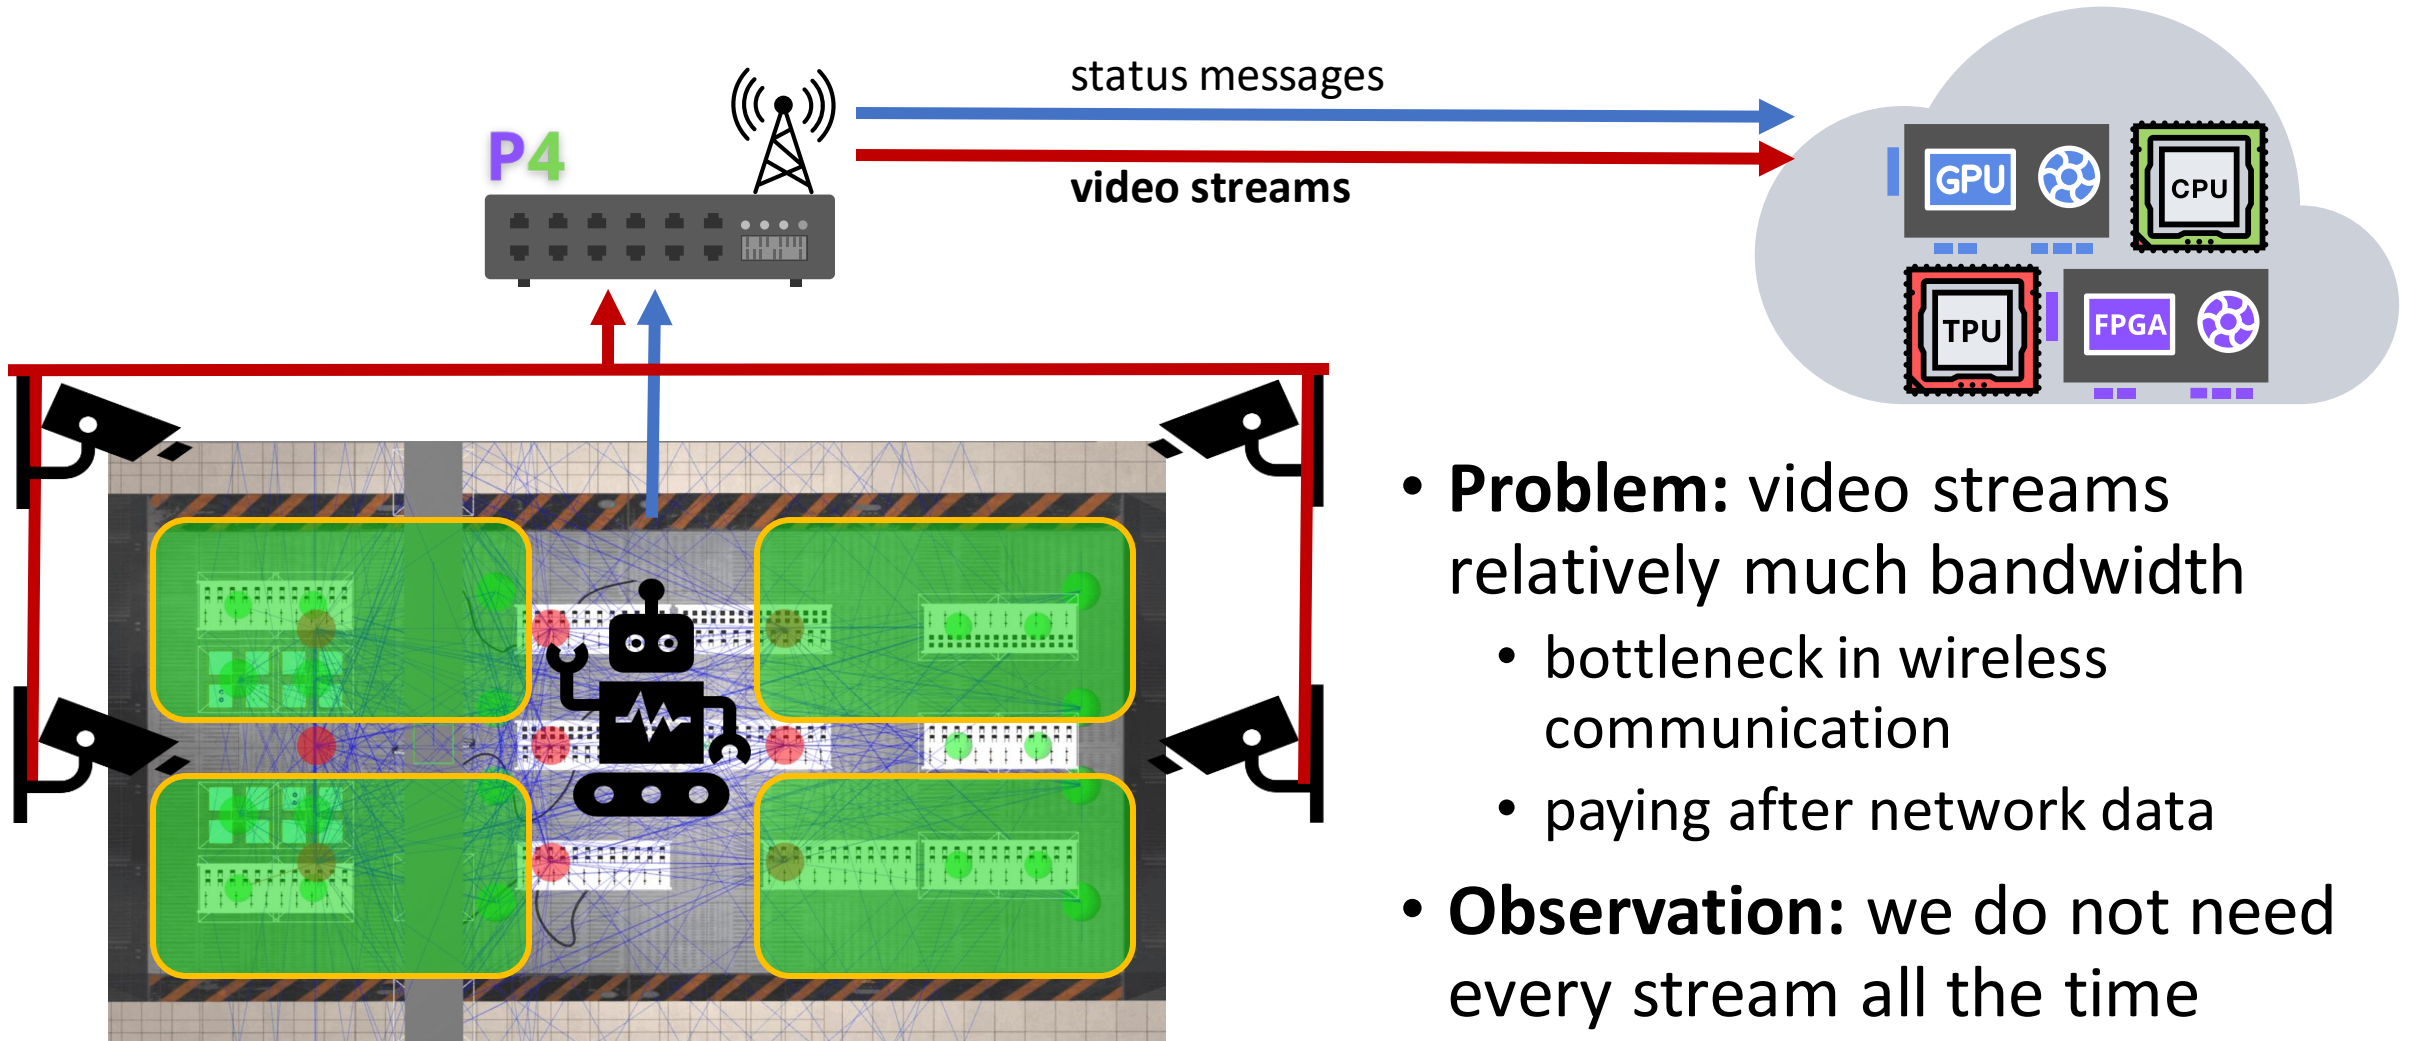 status messages
P4
video streams
GPU
CPU
TPU
FPGA
• Problem: video streams
relatively much bandwidth
• bottleneck in wireless
communication
• paying after network data
• Observation: we do not need
every stream all the time